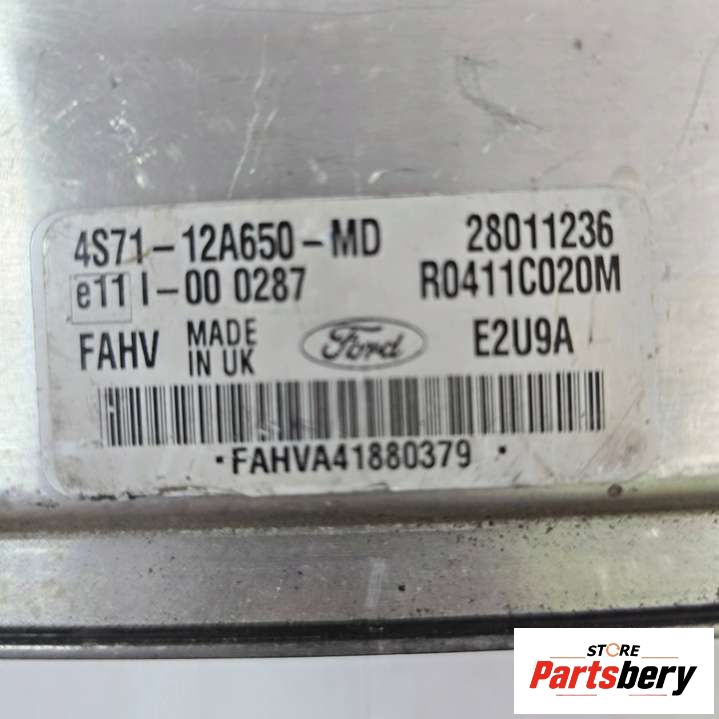 4S71-12A650-MD 28011236
e11 I-00 0287 R0411C020M
FAHV MADE IN UK Ford E2U9A
•FAHVA41880379•
STORE
Partsbery